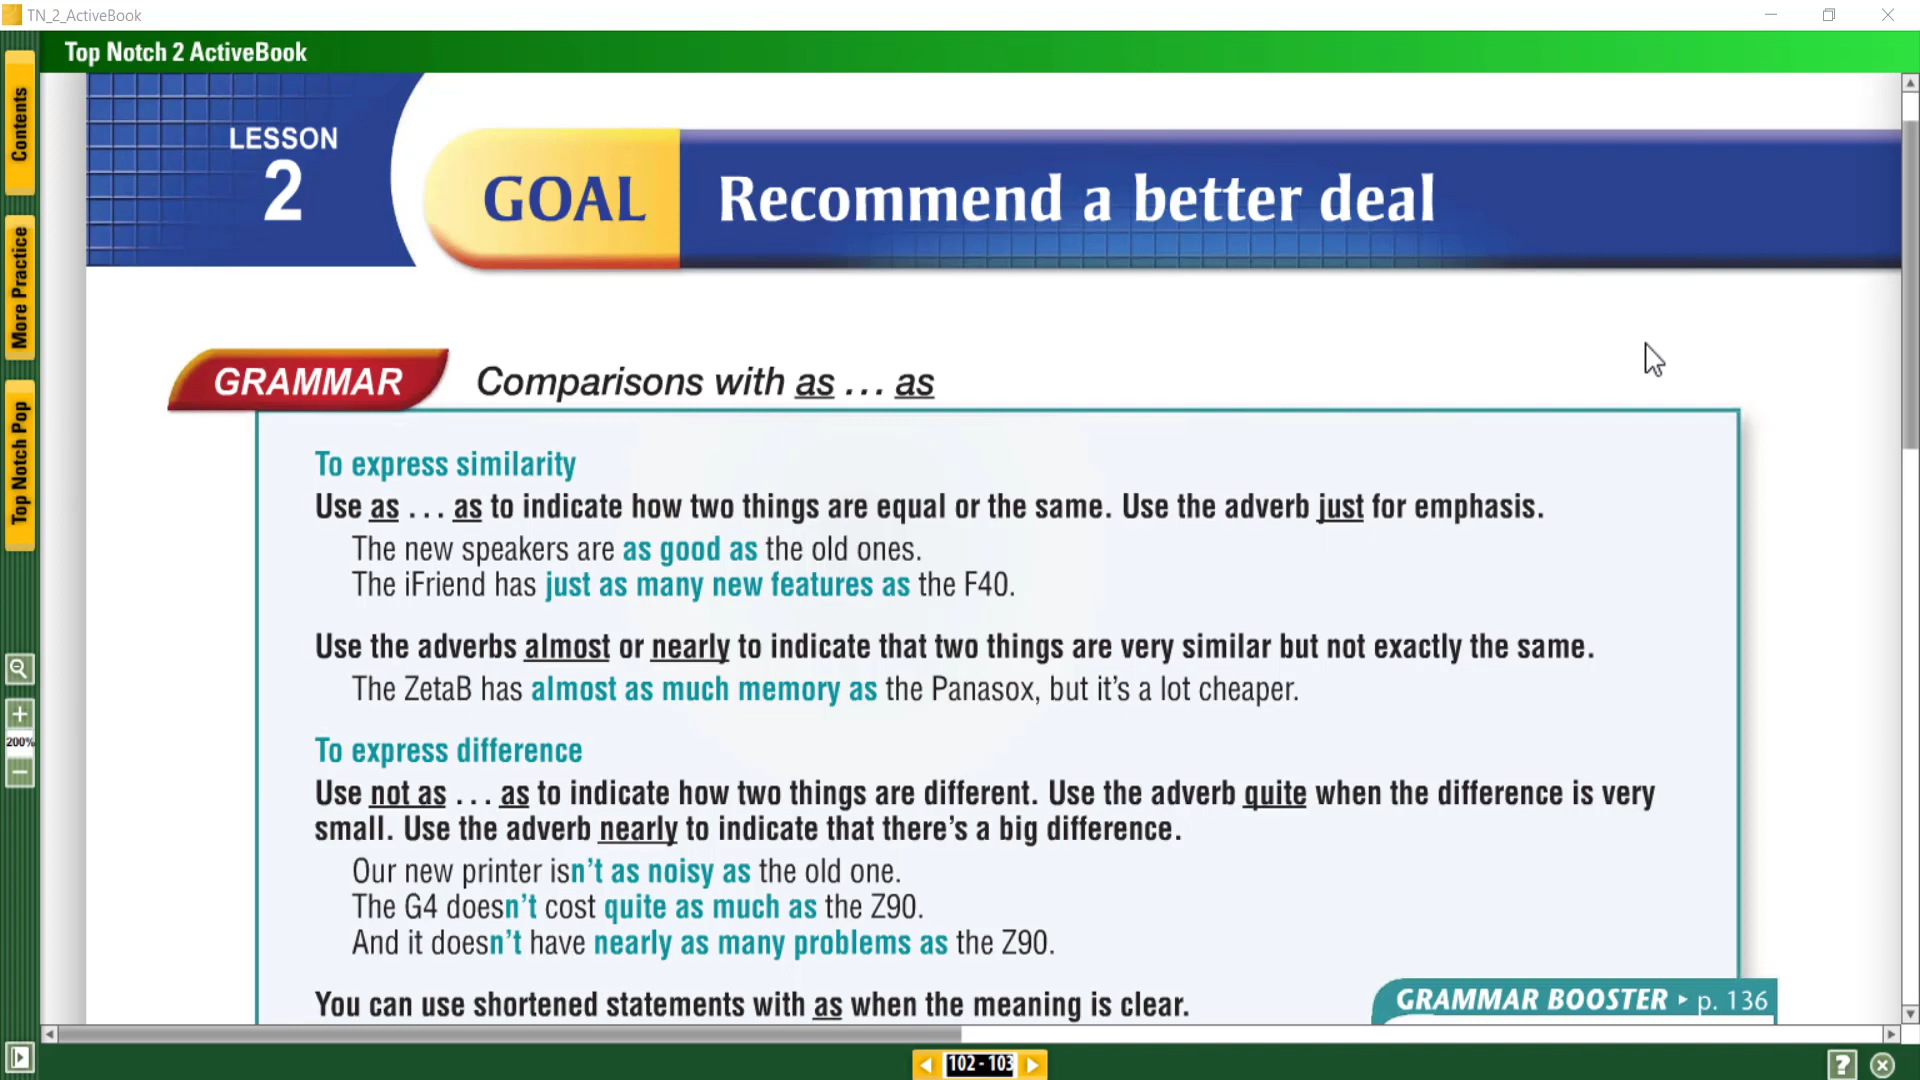 TN_2_ActiveBook
Top Notch 2 ActiveBook
Contents
More Practice
Top Notch Pop
200%
LESSON
2
GOAL
Recommend a better deal
GRAMMAR
Comparisons with as . . . as
To express similarity
Use as . . . as to indicate how two things are equal or the same. Use the adverb just for emphasis.
The new speakers are as good as the old ones.
The iFriend has just as many new features as the F40.
Use the adverbs almost or nearly to indicate that two things are very similar but not exactly the same.
The ZetaB has almost as much memory as the Panasox, but it's a lot cheaper.
To express difference
Use not as . . . as to indicate how two things are different. Use the adverb quite when the difference is very
small. Use the adverb nearly to indicate that there's a big difference.
Our new printer isn't as noisy as the old one.
The G4 doesn't cost quite as much as the Z90.
And it doesn't have nearly as many problems as the Z90.
You can use shortened statements with as when the meaning is clear.
GRAMMAR BOOSTER ▸ p. 136
102 - 103
?